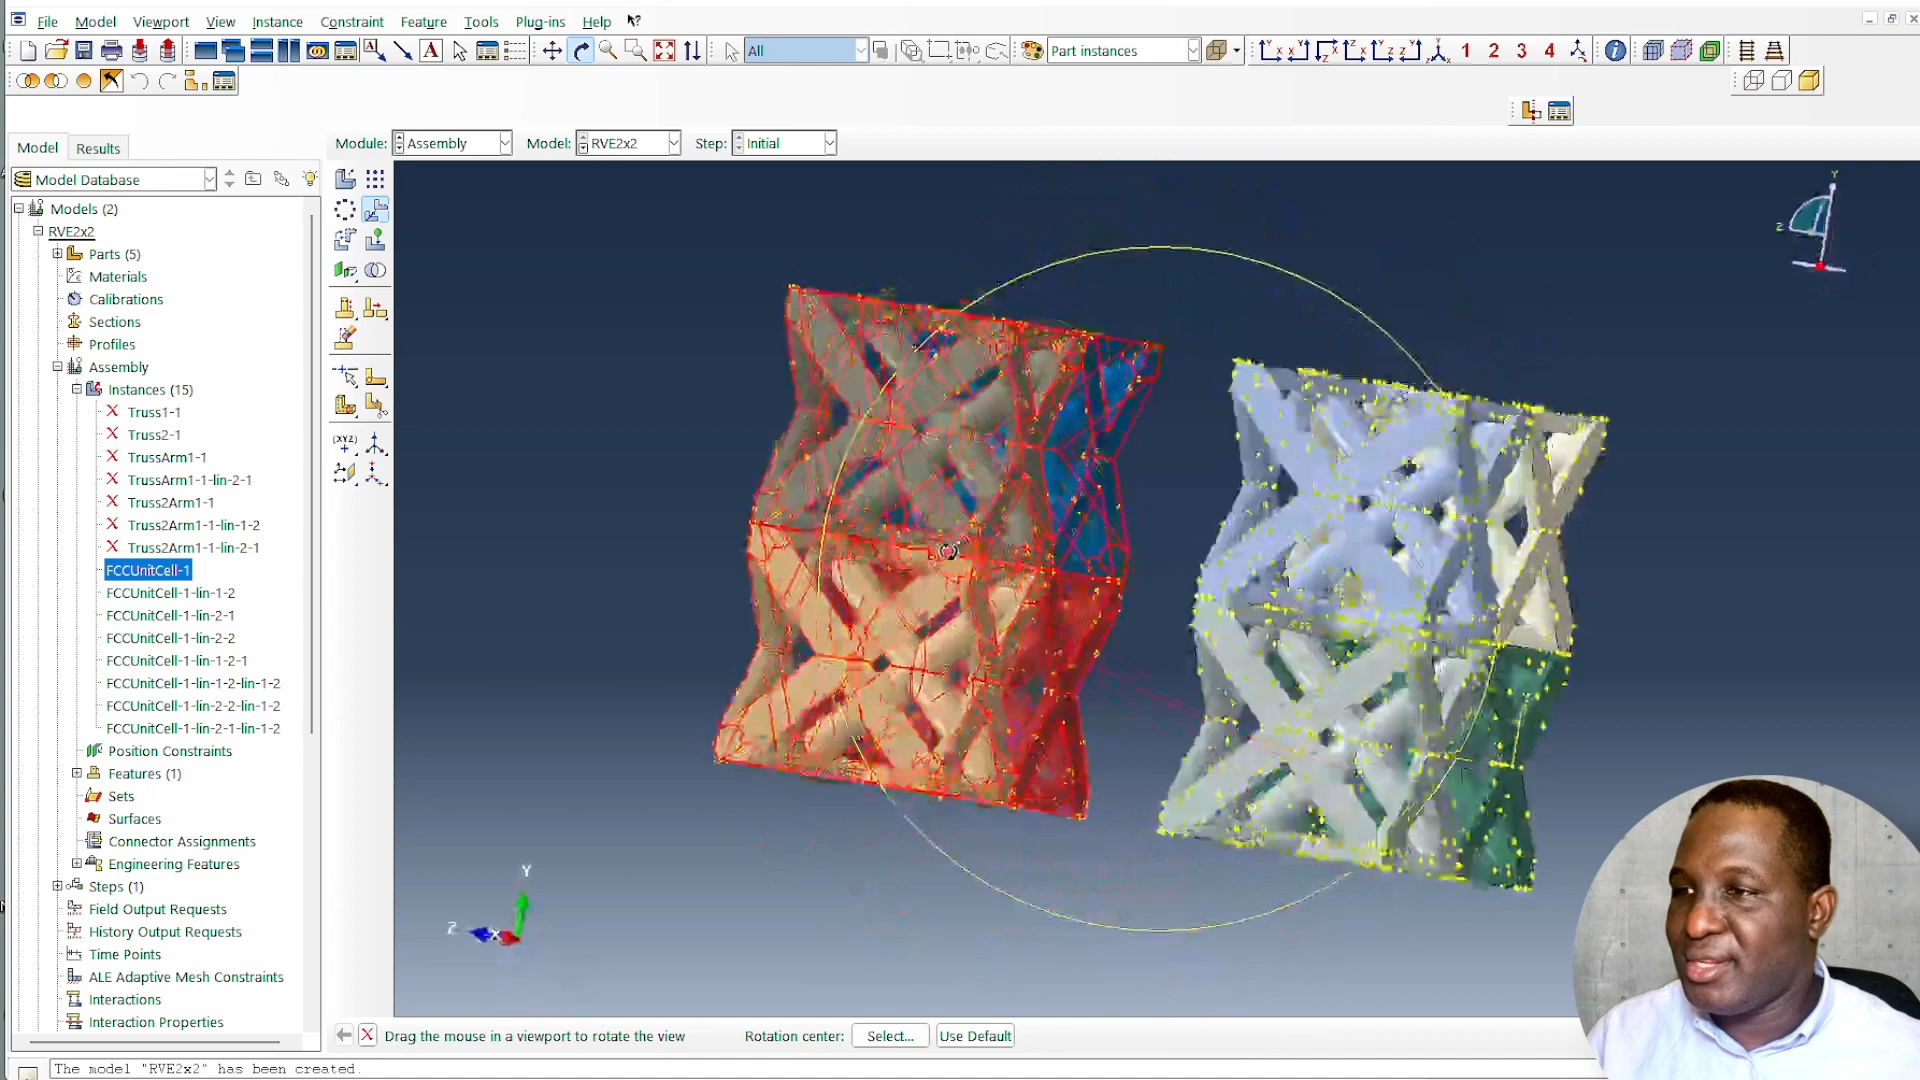 File Model Viewport View Instance Constraint Feature Tools Plug-ins Help
All Part instances 1 2 3 4
Model Results Module: Assembly Model: RVE2x2 Step: Initial
Model Database
Models (2)
RVE2x2
Parts (5)
Materials
Calibrations
Sections
Profiles
Assembly
Instances (15)
Truss1-1
Truss2-1
TrussArm1-1
TrussArm1-1-lin-2-1
Truss2Arm1-1
Truss2Arm1-1-lin-1-2
Truss2Arm1-1-lin-2-1
FCCUnitCell-1
FCCUnitCell-1-lin-1-2
FCCUnitCell-1-lin-2-1
FCCUnitCell-1-lin-2-2
FCCUnitCell-1-lin-1-2-1
FCCUnitCell-1-lin-1-2-lin-1-2
FCCUnitCell-1-lin-2-2-lin-1-2
FCCUnitCell-1-lin-2-1-lin-1-2
Position Constraints
Features (1)
Sets
Surfaces
Connector Assignments
Engineering Features
Steps (1)
Field Output Requests
History Output Requests
Time Points
ALE Adaptive Mesh Constraints
Interactions
Interaction Properties
(XYZ)
Y
Z
Y
Z X
Drag the mouse in a viewport to rotate the view Rotation center: Select... Use Default
The model "RVE2x2" has been created.